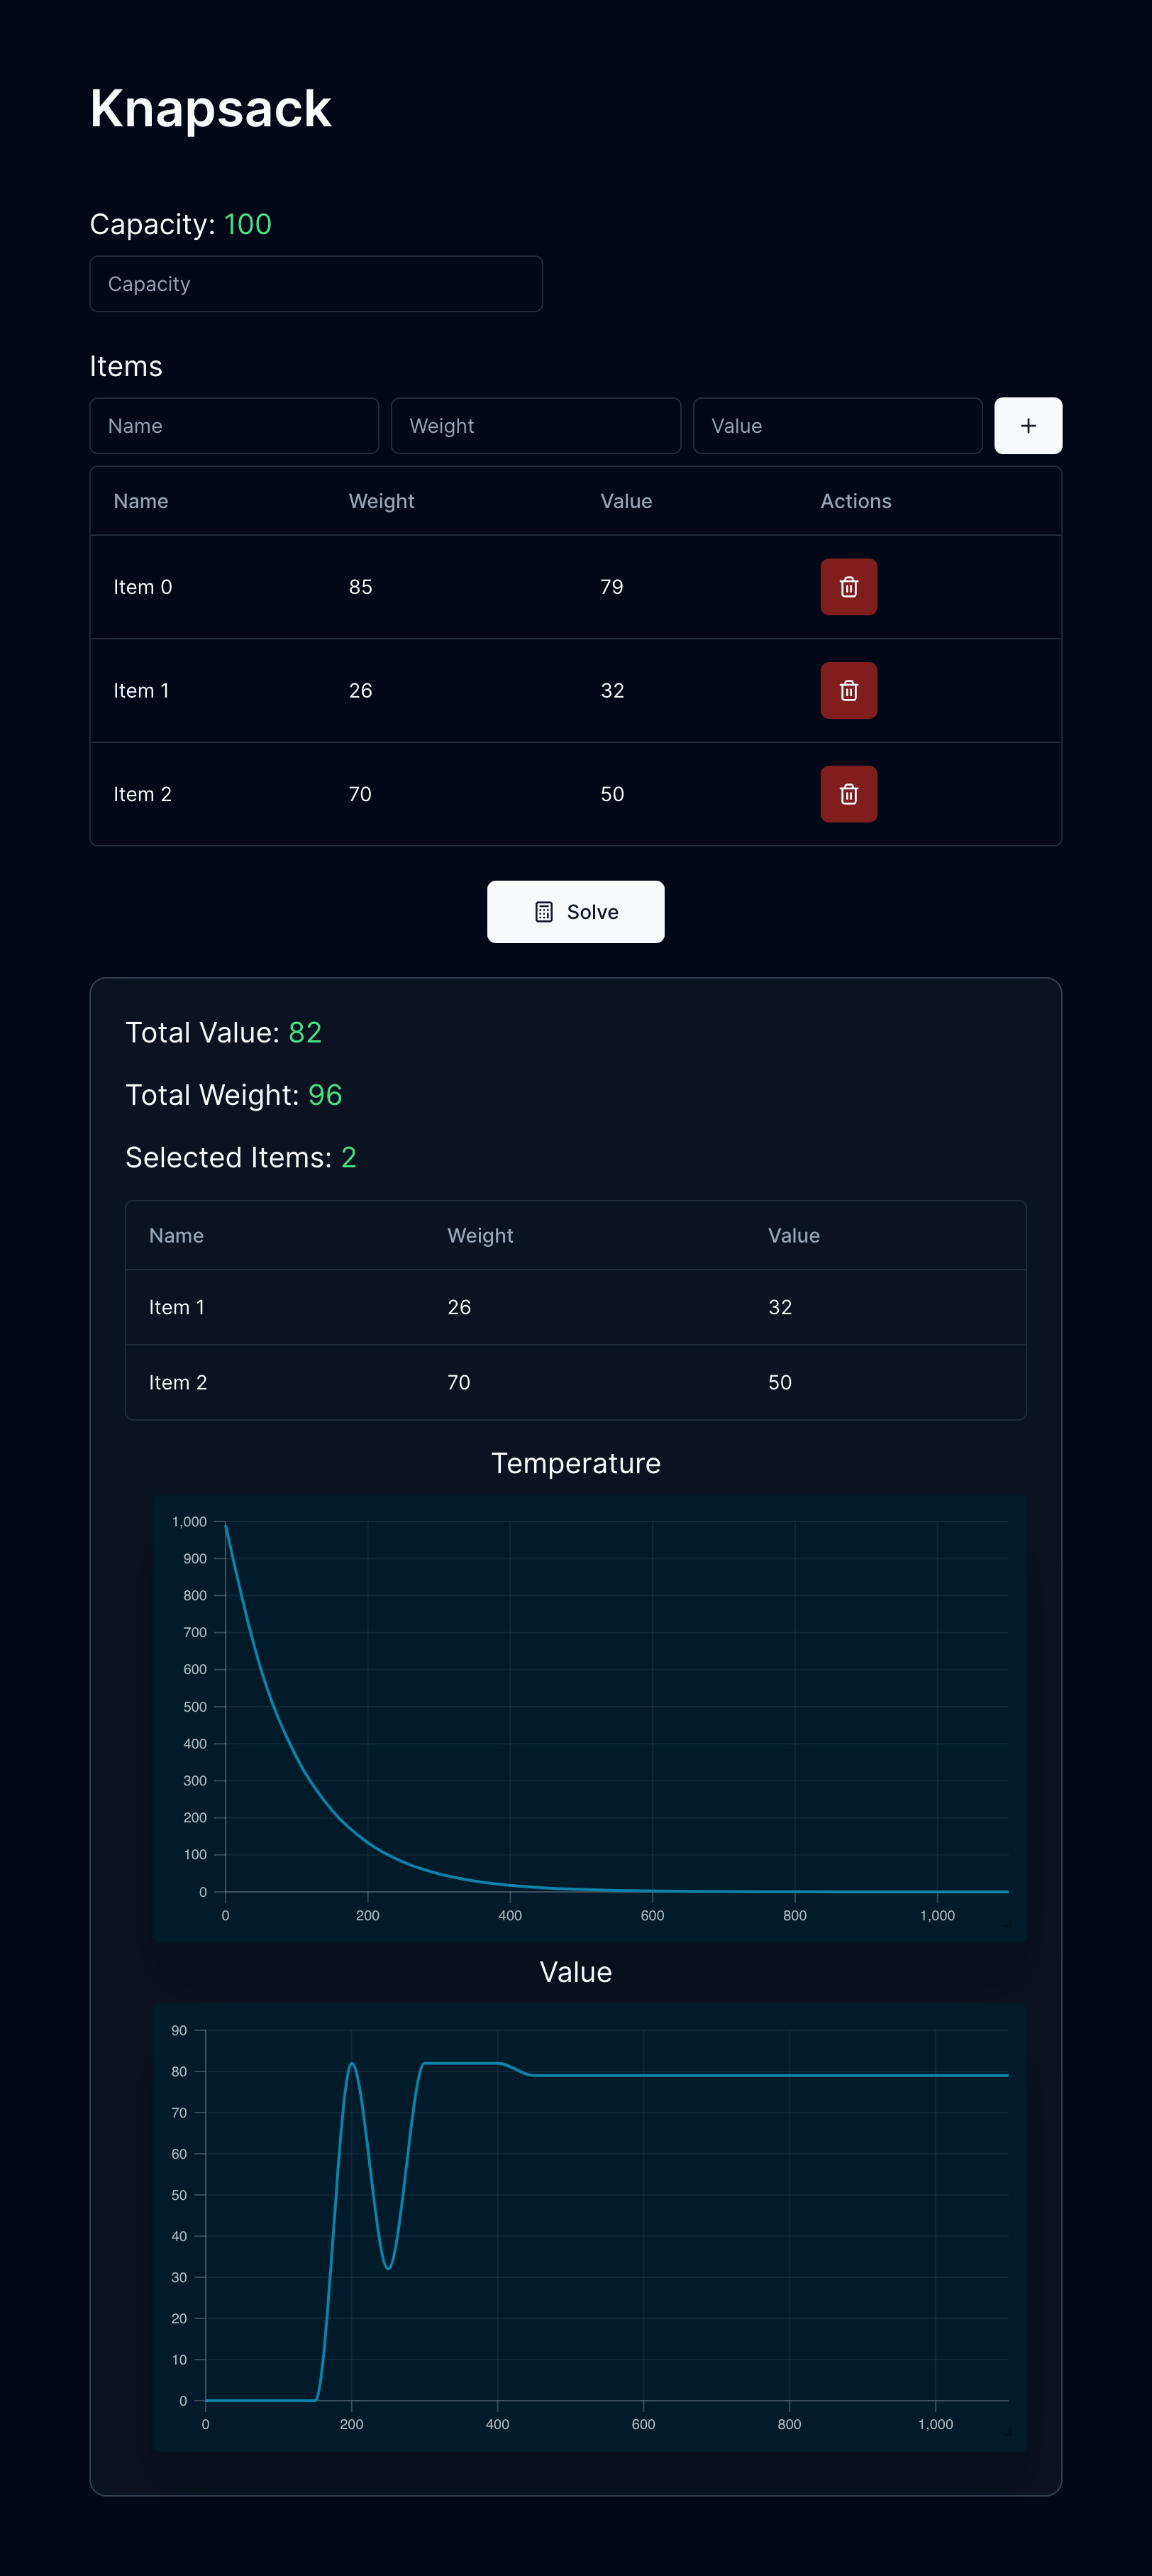 Knapsack
Capacity: 100
Capacity
Items
Name Weight Value
Name Weight Value Actions
Item 0 85 79
Item 1 26 32
Item 2 70 50
Solve
Total Value: 82
Total Weight: 96
Selected Items: 2
Name Weight Value
Item 1 26 32
Item 2 70 50
Temperature
1,000
900
800
700
600
500
400
300
200
100
0
0 200 400 600 800 1,000
Value
90
80
70
60
50
40
30
20
10
0
0 200 400 600 800 1,000